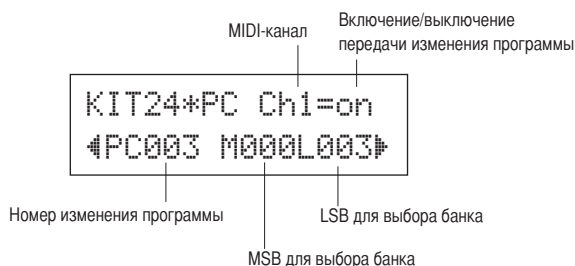 MIDI-канал
Включение/выключение
передачи изменения программы
KIT24*PC Ch1=on
◀PC003 M000L003▶
Номер изменения программы
LSB для выбора банка
MSB для выбора банка